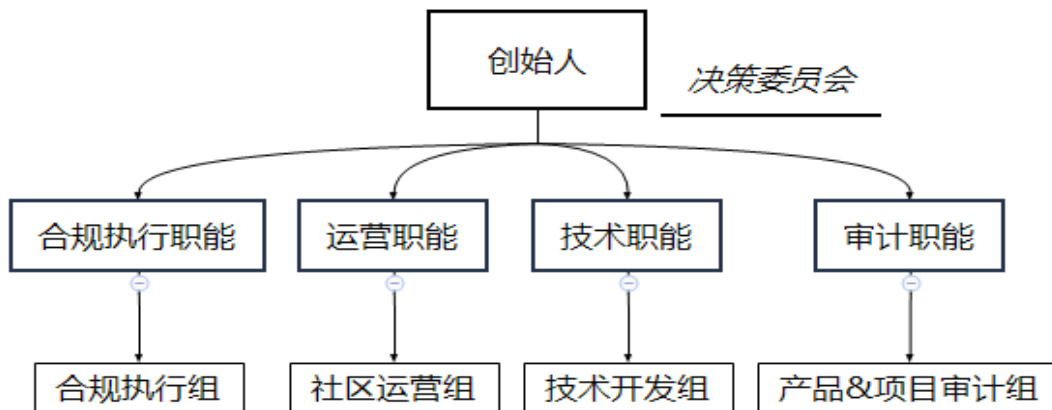 创始人
决策委员会
合规执行职能
运营职能
技术职能
审计职能
合规执行组
社区运营组
技术开发组
产品&项目审计组